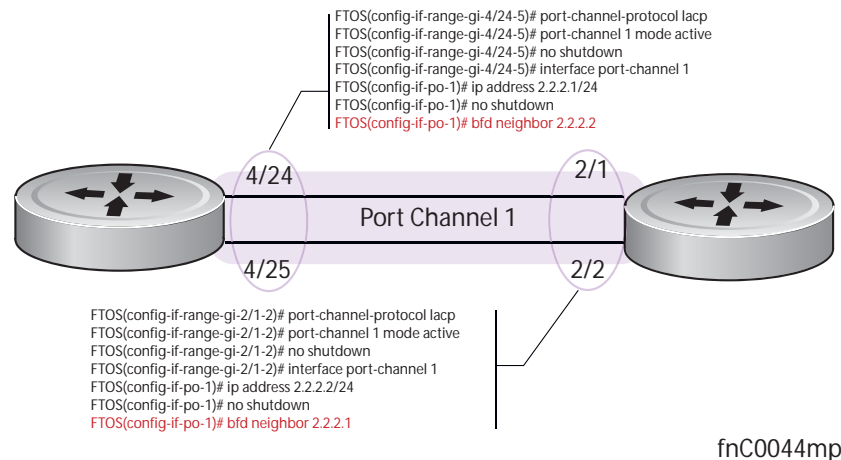 FTOS(config-if-range-gi-4/24-5)# port-channel-protocol lacp
FTOS(config-if-range-gi-4/24-5)# port-channel 1 mode active
FTOS(config-if-range-gi-4/24-5)# no shutdown
FTOS(config-if-range-gi-4/24-5)# interface port-channel 1
FTOS(config-if-po-1)# ip address 2.2.2.1/24
FTOS(config-if-po-1)# no shutdown
FTOS(config-if-po-1)# bfd neighbor 2.2.2.2
4/24
2/1
Port Channel 1
4/25
2/2
FTOS(config-if-range-gi-2/1-2)# port-channel-protocol lacp
FTOS(config-if-range-gi-2/1-2)# port-channel 1 mode active
FTOS(config-if-range-gi-2/1-2)# no shutdown
FTOS(config-if-range-gi-2/1-2)# interface port-channel 1
FTOS(config-if-po-1)# ip address 2.2.2.2/24
FTOS(config-if-po-1)# no shutdown
FTOS(config-if-po-1)# bfd neighbor 2.2.2.1
fnC0044mp